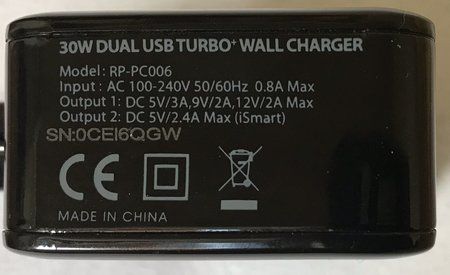 30W DUAL USB TURBO⁺ WALL CHARGER
Model : RP-PC006
Input : AC 100-240V 50/60Hz 0.8A Max
Output 1: DC 5V/3A,9V/2A,12V/2A Max
Output 2: DC 5V/2.4A Max (iSmart)
SN:0CEI6QGW
CE
MADE IN CHINA